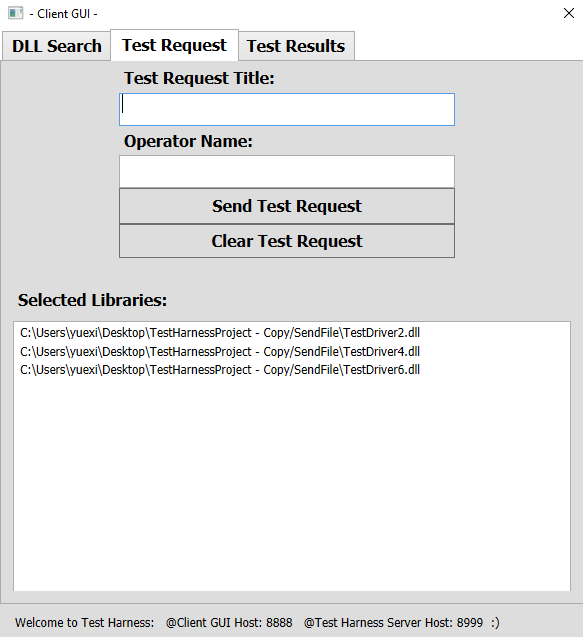 - Client GUI -
DLL Search Test Request Test Results
Test Request Title:
Operator Name:
Send Test Request
Clear Test Request
Selected Libraries:
C:\Users\yuexi\Desktop\TestHarnessProject - Copy/SendFile\TestDriver2.dll
C:\Users\yuexi\Desktop\TestHarnessProject - Copy/SendFile\TestDriver4.dll
C:\Users\yuexi\Desktop\TestHarnessProject - Copy/SendFile\TestDriver6.dll
Welcome to Test Harness: @Client GUI Host: 8888 @Test Harness Server Host: 8999 :)